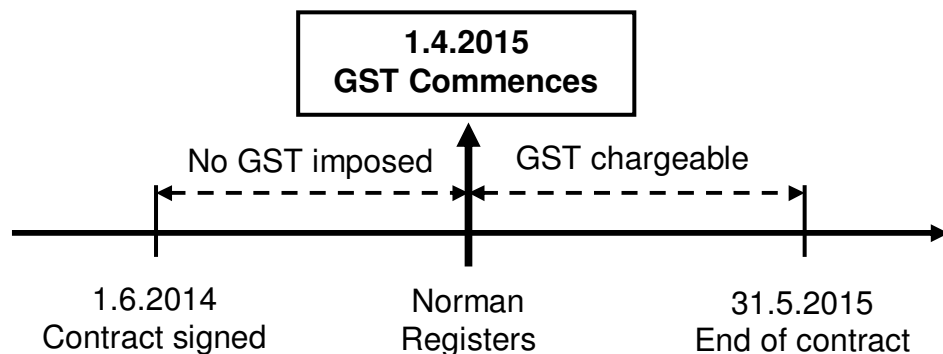 1.4.2015
GST Commences
No GST imposed
GST chargeable
1.6.2014
Contract signed
Norman
Registers
31.5.2015
End of contract